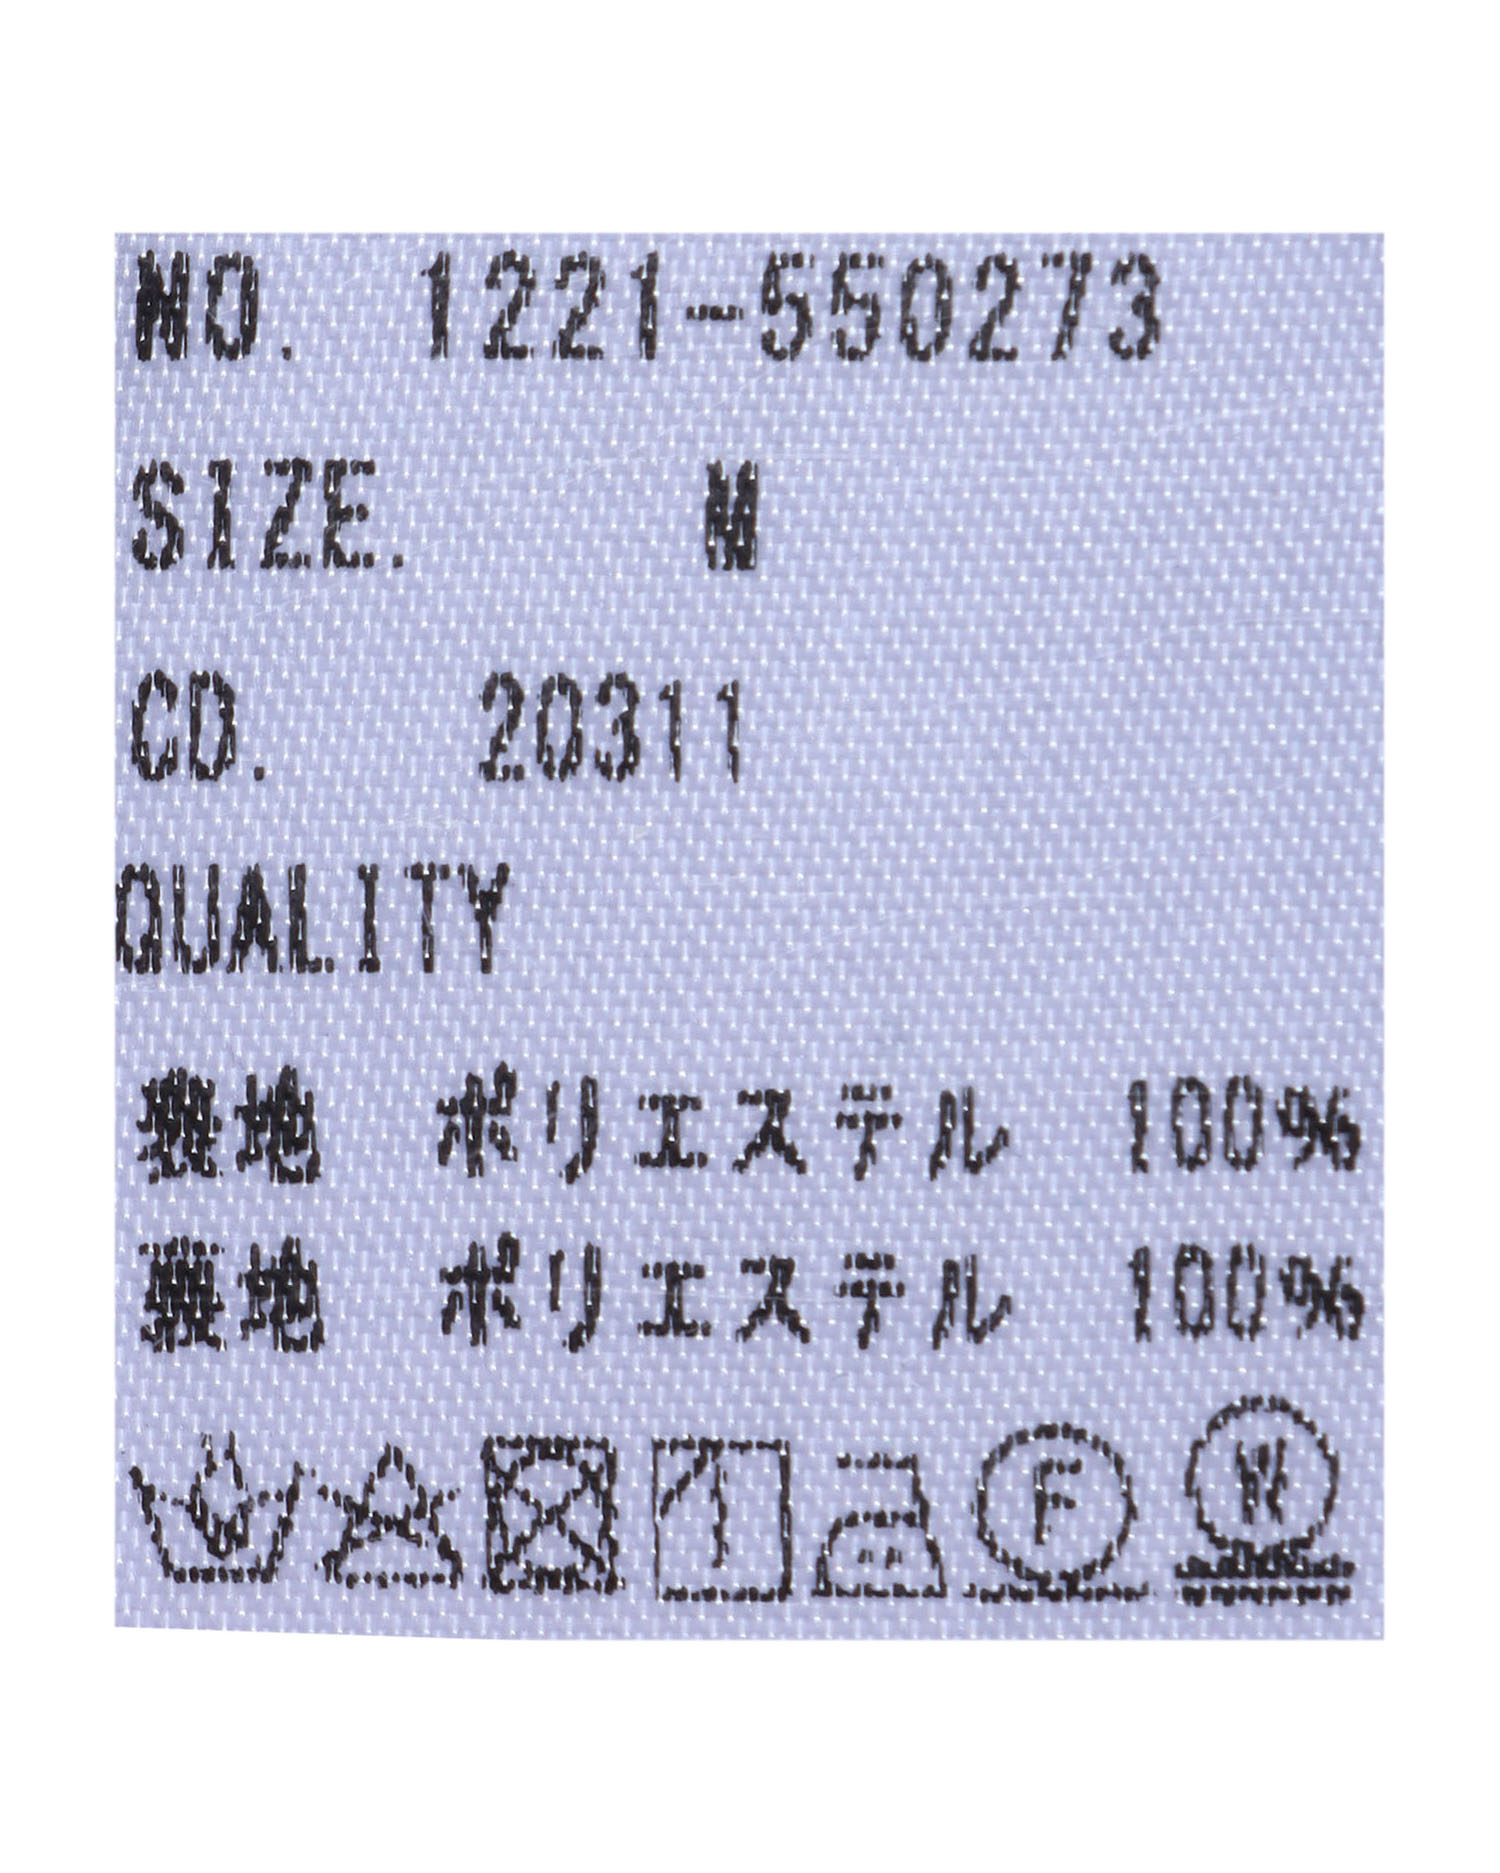 NO. 1221-550273
SIZE. M
CD. 20311
QUALITY
表地 ポリエステル 100%
裏地 ポリエステル 100%
F W